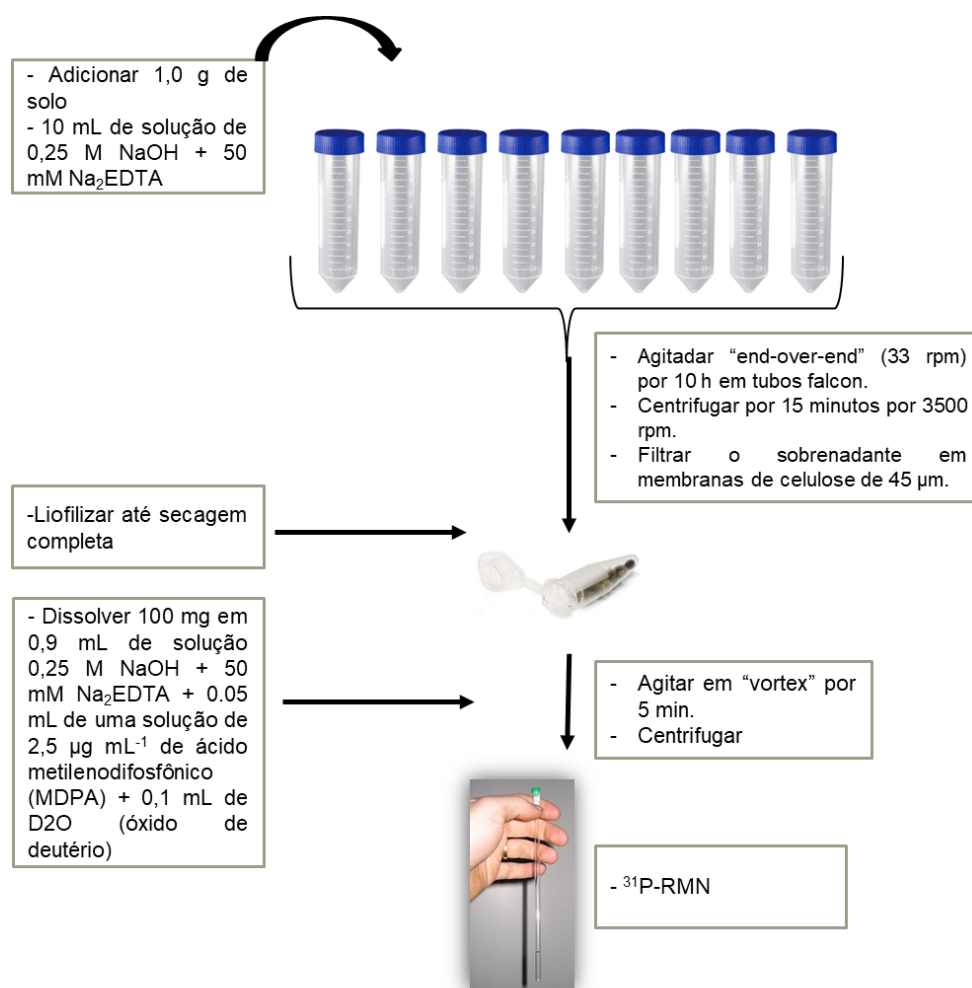 - Adicionar 1,0 g de
solo
- 10 mL de solução de
0,25 M NaOH + 50
mM Na₂EDTA
- Agitadar “end-over-end” (33 rpm)
por 10 h em tubos falcon.
- Centrifugar por 15 minutos por 3500
rpm.
- Filtrar o sobrenadante em
membranas de celulose de 45 µm.
-Liofilizar até secagem
completa
- Dissolver 100 mg em
0,9 mL de solução
0,25 M NaOH + 50
mM Na₂EDTA + 0.05
mL de uma solução de
2,5 µg mL⁻¹ de ácido
metilenodifosfônico
(MDPA) + 0,1 mL de
D2O (óxido de
deutério)
- Agitar em “vortex” por
5 min.
- Centrifugar
- ³¹P-RMN